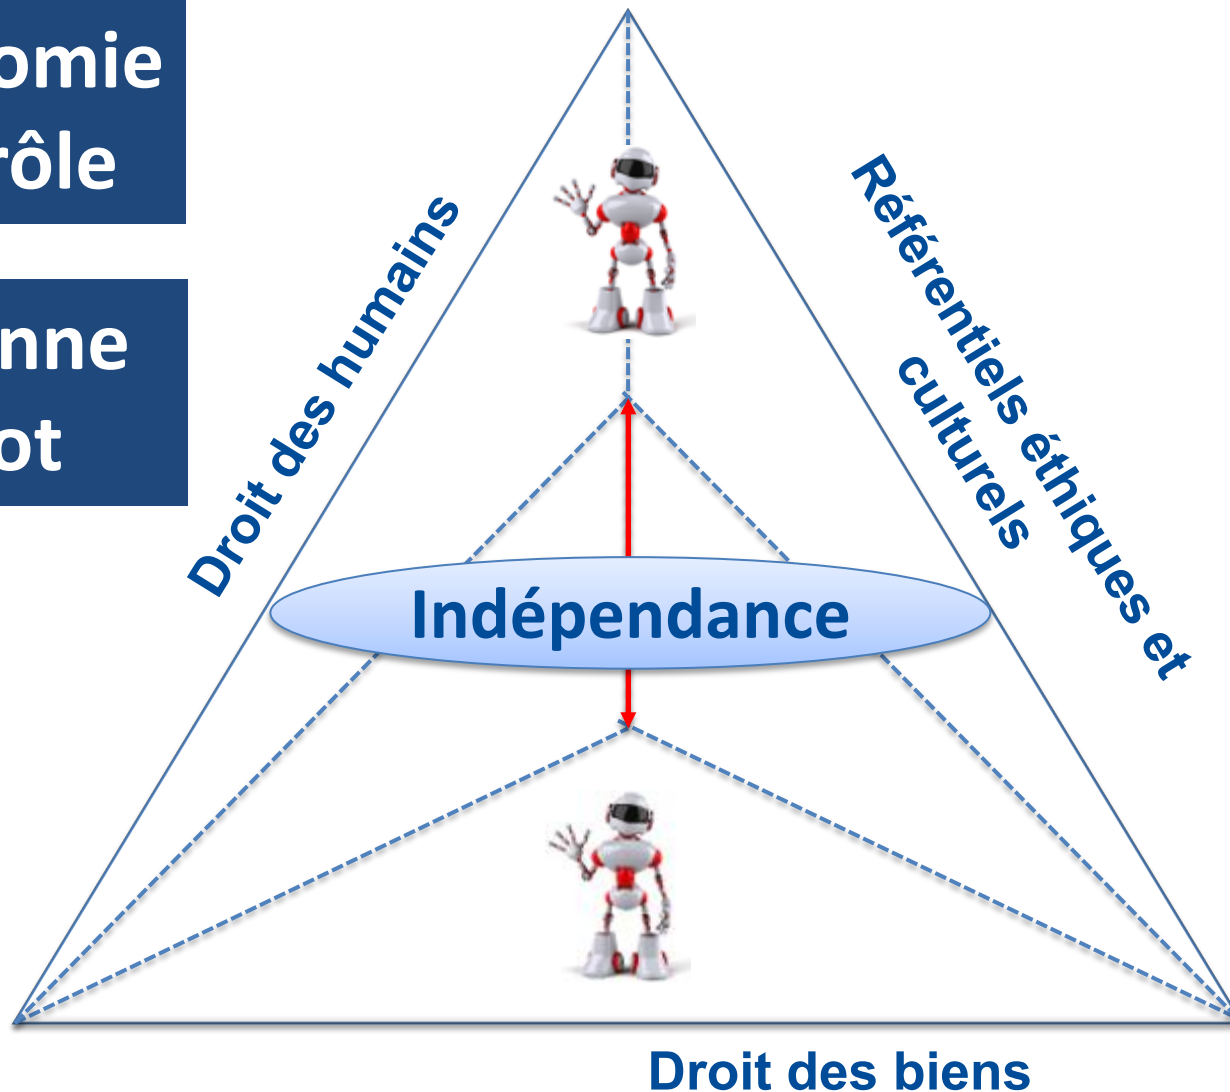 omie
rôle
nne
ot
Droit des humains
Référentiels éthiques et
culturels
Indépendance
Droit des biens